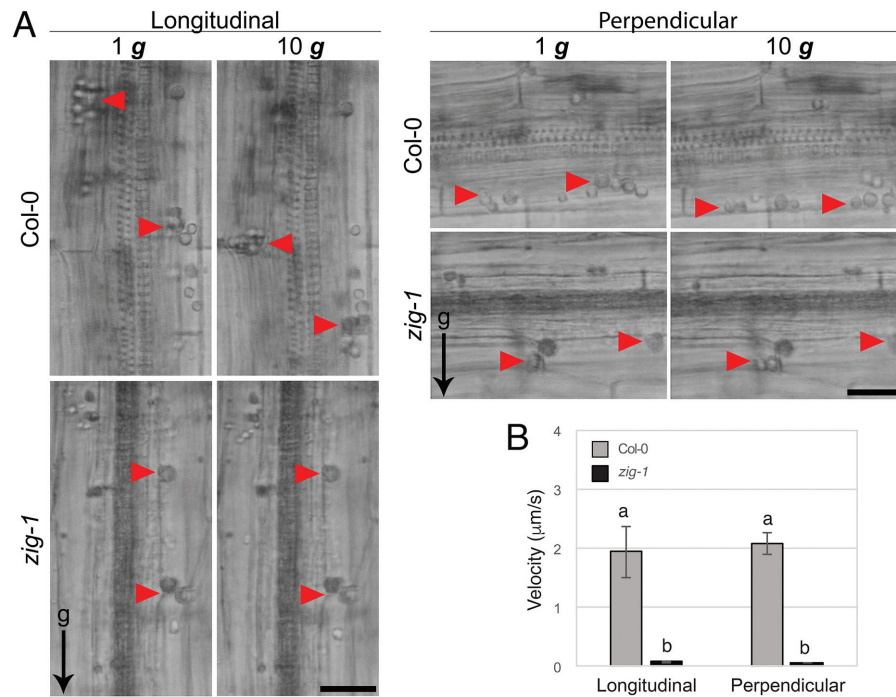 A
Longitudinal
1 g
10 g
Col-0
zig-1
g
Perpendicular
1 g
10 g
Col-0
zig-1
g
B
Velocity (μm/s)
4
3
2
1
0
Col-0
zig-1
a
b
a
b
Longitudinal
Perpendicular